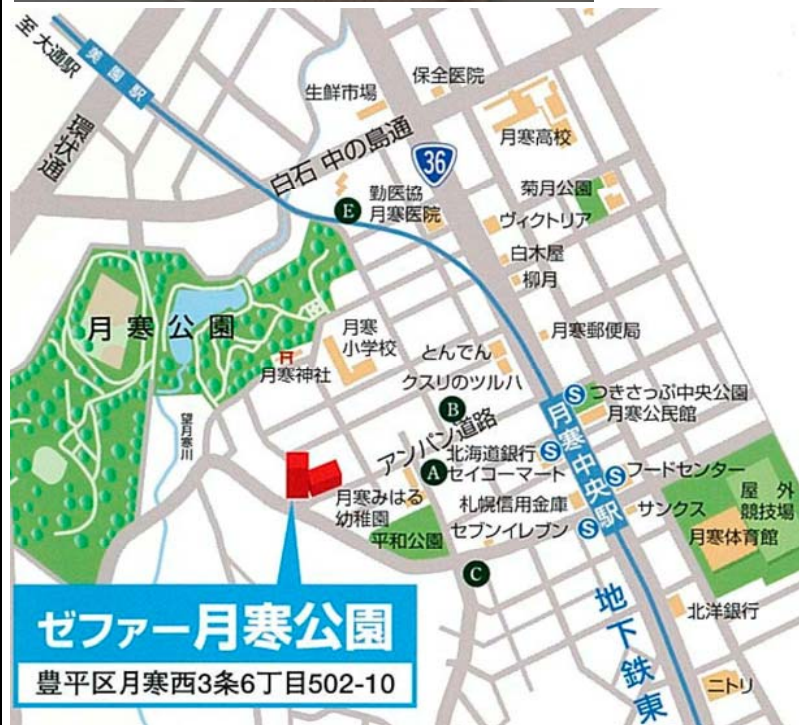 至 大通駅
美園駅
環状通
生鮮市場
保全医院
月寒高校
白石 中の島通
36
勤医協
月寒医院
E
菊月公園
ヴィクトリア
白木屋
柳月
月寒公園
月寒
小学校
月寒神社
とんでん
クスリのツルハ
月寒郵便局
B
S
つきさっぷ中央公園
月寒公民館
望月寒川
アンパン道路
A
北海道銀行
S
セイコーマート
月寒中央駅
S
フードセンター
月寒みはる
幼稚園
札幌信用金庫
サンクス
屋外
競技場
平和公園
セブンイレブン
S
月寒体育館
C
地下鉄東
北洋銀行
ニトリ
ゼファー月寒公園
豊平区月寒西3条6丁目502-10